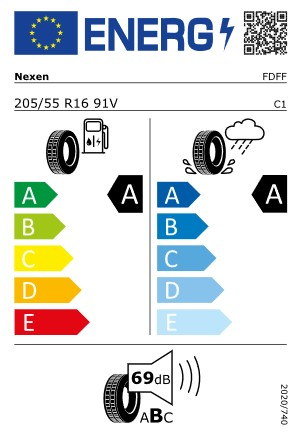 ENERG
Nexen FDFF
205/55 R16 91V C1
A A A A
B B
C C
D D
E E
69dB
ABC
2020/740